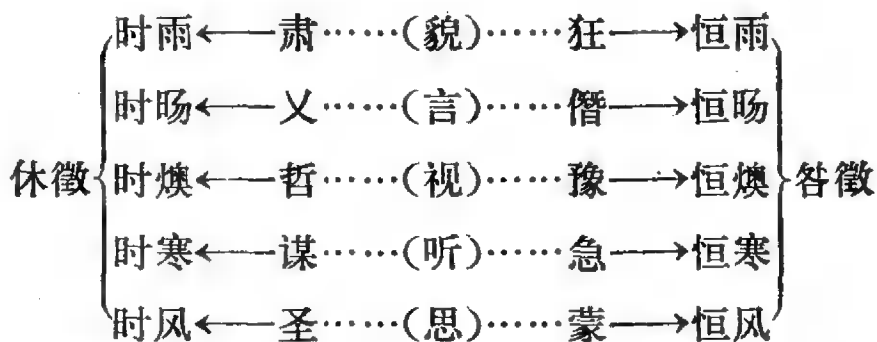 时雨←—肃……(貌)……狂—→恒雨
时旸←—乂……(言)……僭—→恒旸
休徵{时燠←—哲……(视)……豫—→恒燠}咎徵
时寒←—谋……(听)……急—→恒寒
时风←—圣……(思)……蒙—→恒风